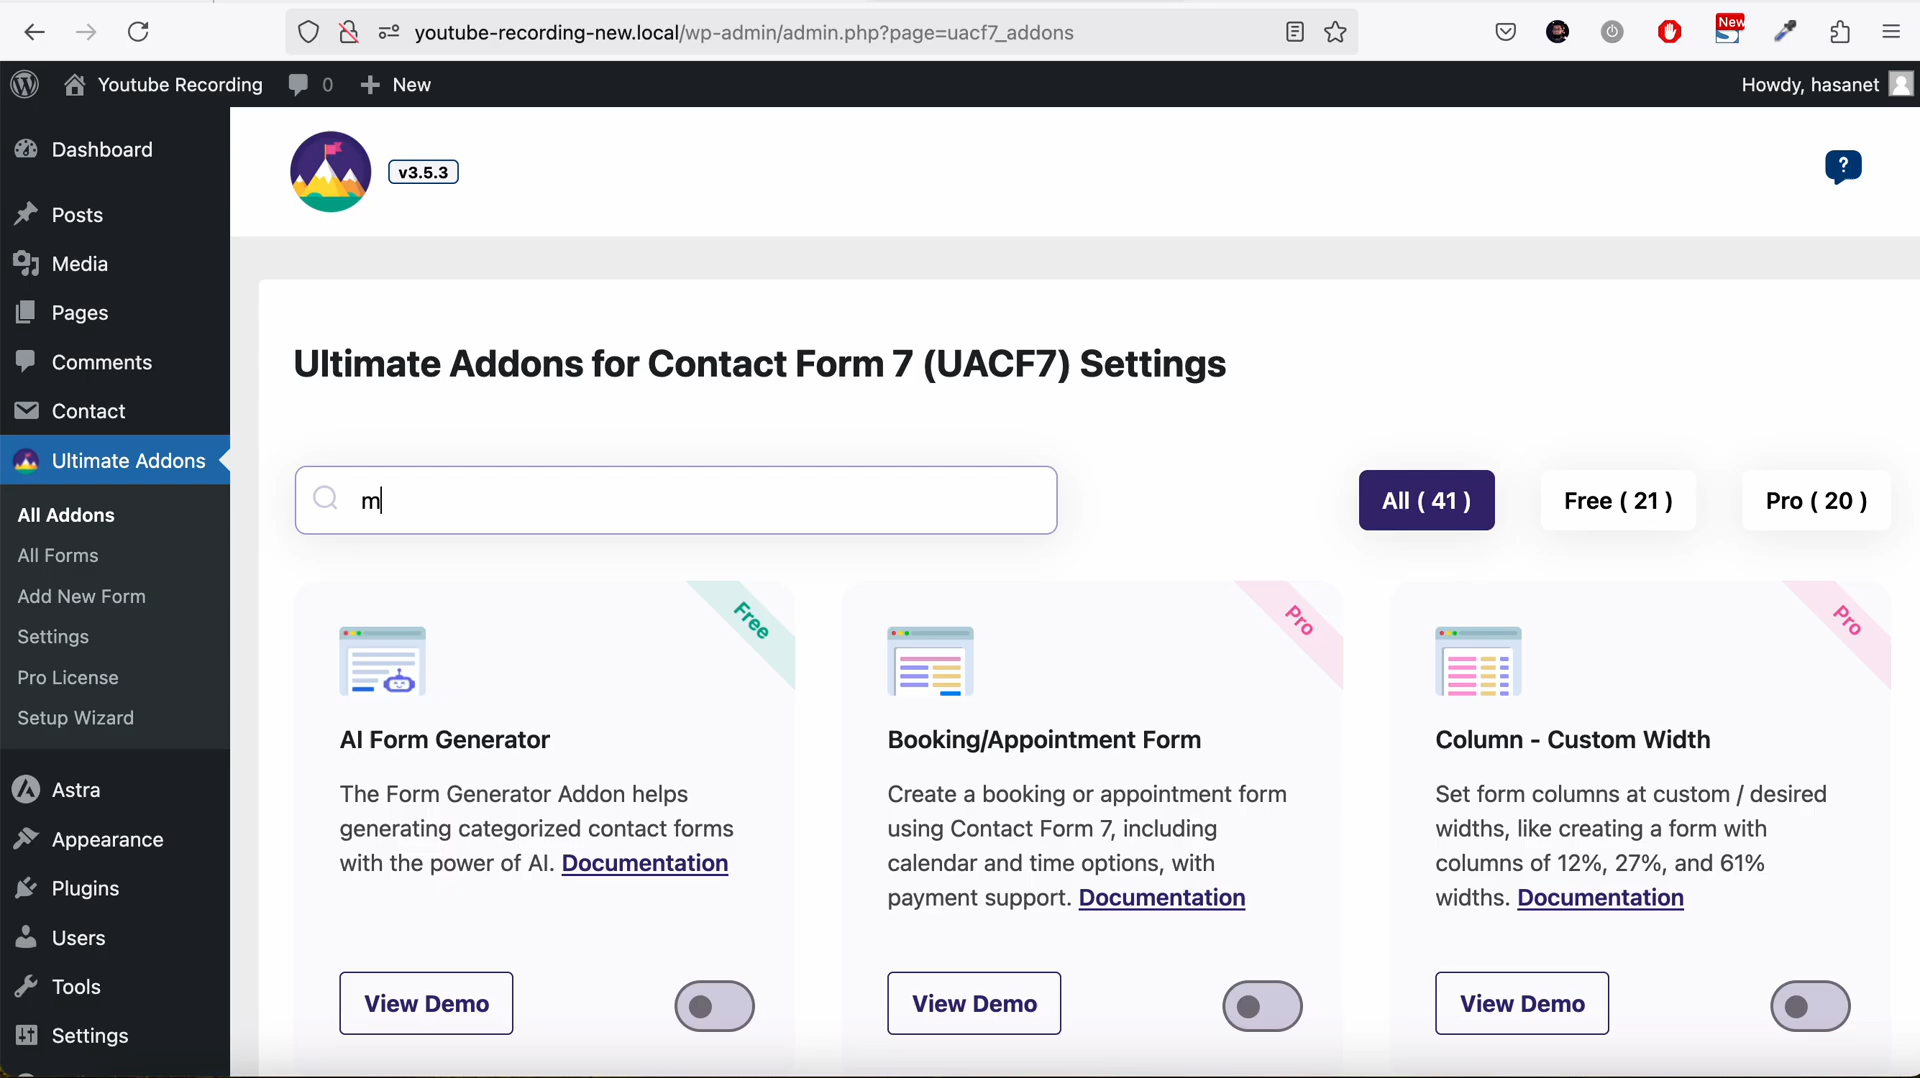 youtube-recording-new.local/wp-admin/admin.php?page=uacf7_addons
New
Youtube Recording
0
New
Howdy, hasanet
Dashboard
Posts
Media
Pages
Comments
Contact
Ultimate Addons
All Addons
All Forms
Add New Form
Settings
Pro License
Setup Wizard
Astra
Appearance
Plugins
Users
Tools
Settings
v3.5.3
?
Ultimate Addons for Contact Form 7 (UACF7) Settings
m
All ( 41 )
Free ( 21 )
Pro ( 20 )
Free
AI Form Generator
The Form Generator Addon helps
generating categorized contact forms
with the power of AI. Documentation
View Demo
Pro
Booking/Appointment Form
Create a booking or appointment form
using Contact Form 7, including
calendar and time options, with
payment support. Documentation
View Demo
Pro
Column - Custom Width
Set form columns at custom / desired
widths, like creating a form with
columns of 12%, 27%, and 61%
widths. Documentation
View Demo